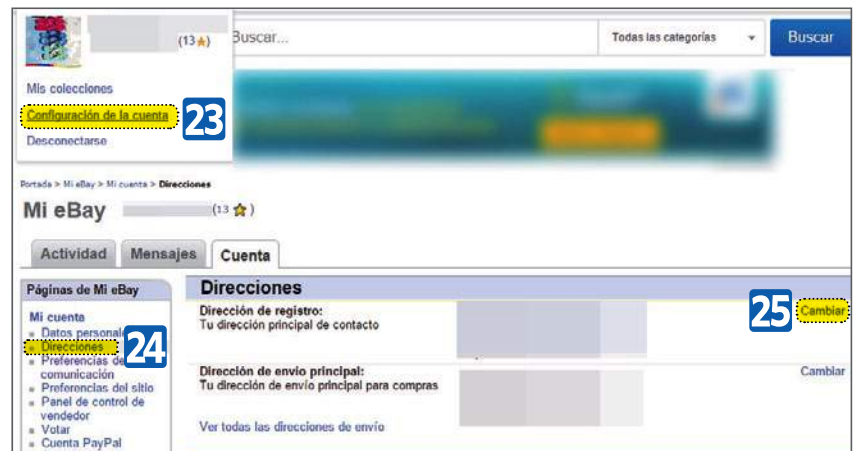 (13★)
Buscar...
Todas las categorías
Buscar
Mis colecciones
Configuración de la cuenta
23
Desconectarse
Portada > Mi eBay > Mi cuenta > Direcciones
Mi eBay (13 ★)
Actividad Mensajes Cuenta
Páginas de Mi eBay
Mi cuenta
Datos personale
Direcciones
24
Preferencias de
comunicación
Preferencias del sitio
Panel de control de
vendedor
Votar
Cuenta PayPal
Direcciones
Dirección de registro:
Tu dirección principal de contacto
25
Cambiar
Dirección de envío principal:
Cambiar
Tu dirección de envío principal para compras
Ver todas las direcciones de envío